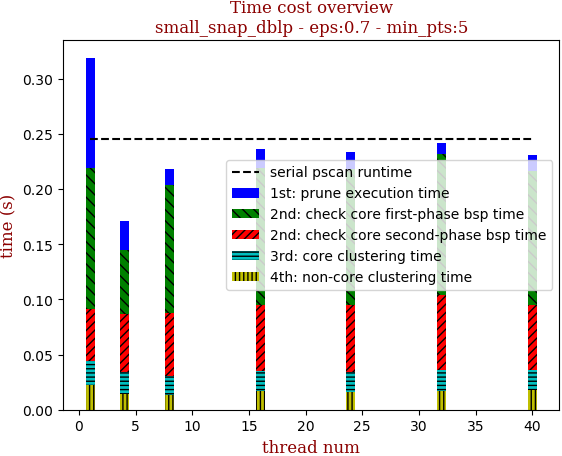 Time cost overview
small_snap_dblp - eps:0.7 - min_pts:5
time (s)
0.30
0.25
0.20
0.15
0.10
0.05
0.00
serial pscan runtime
1st: prune execution time
2nd: check core first-phase bsp time
2nd: check core second-phase bsp time
3rd: core clustering time
4th: non-core clustering time
0 5 10 15 20 25 30 35 40
thread num